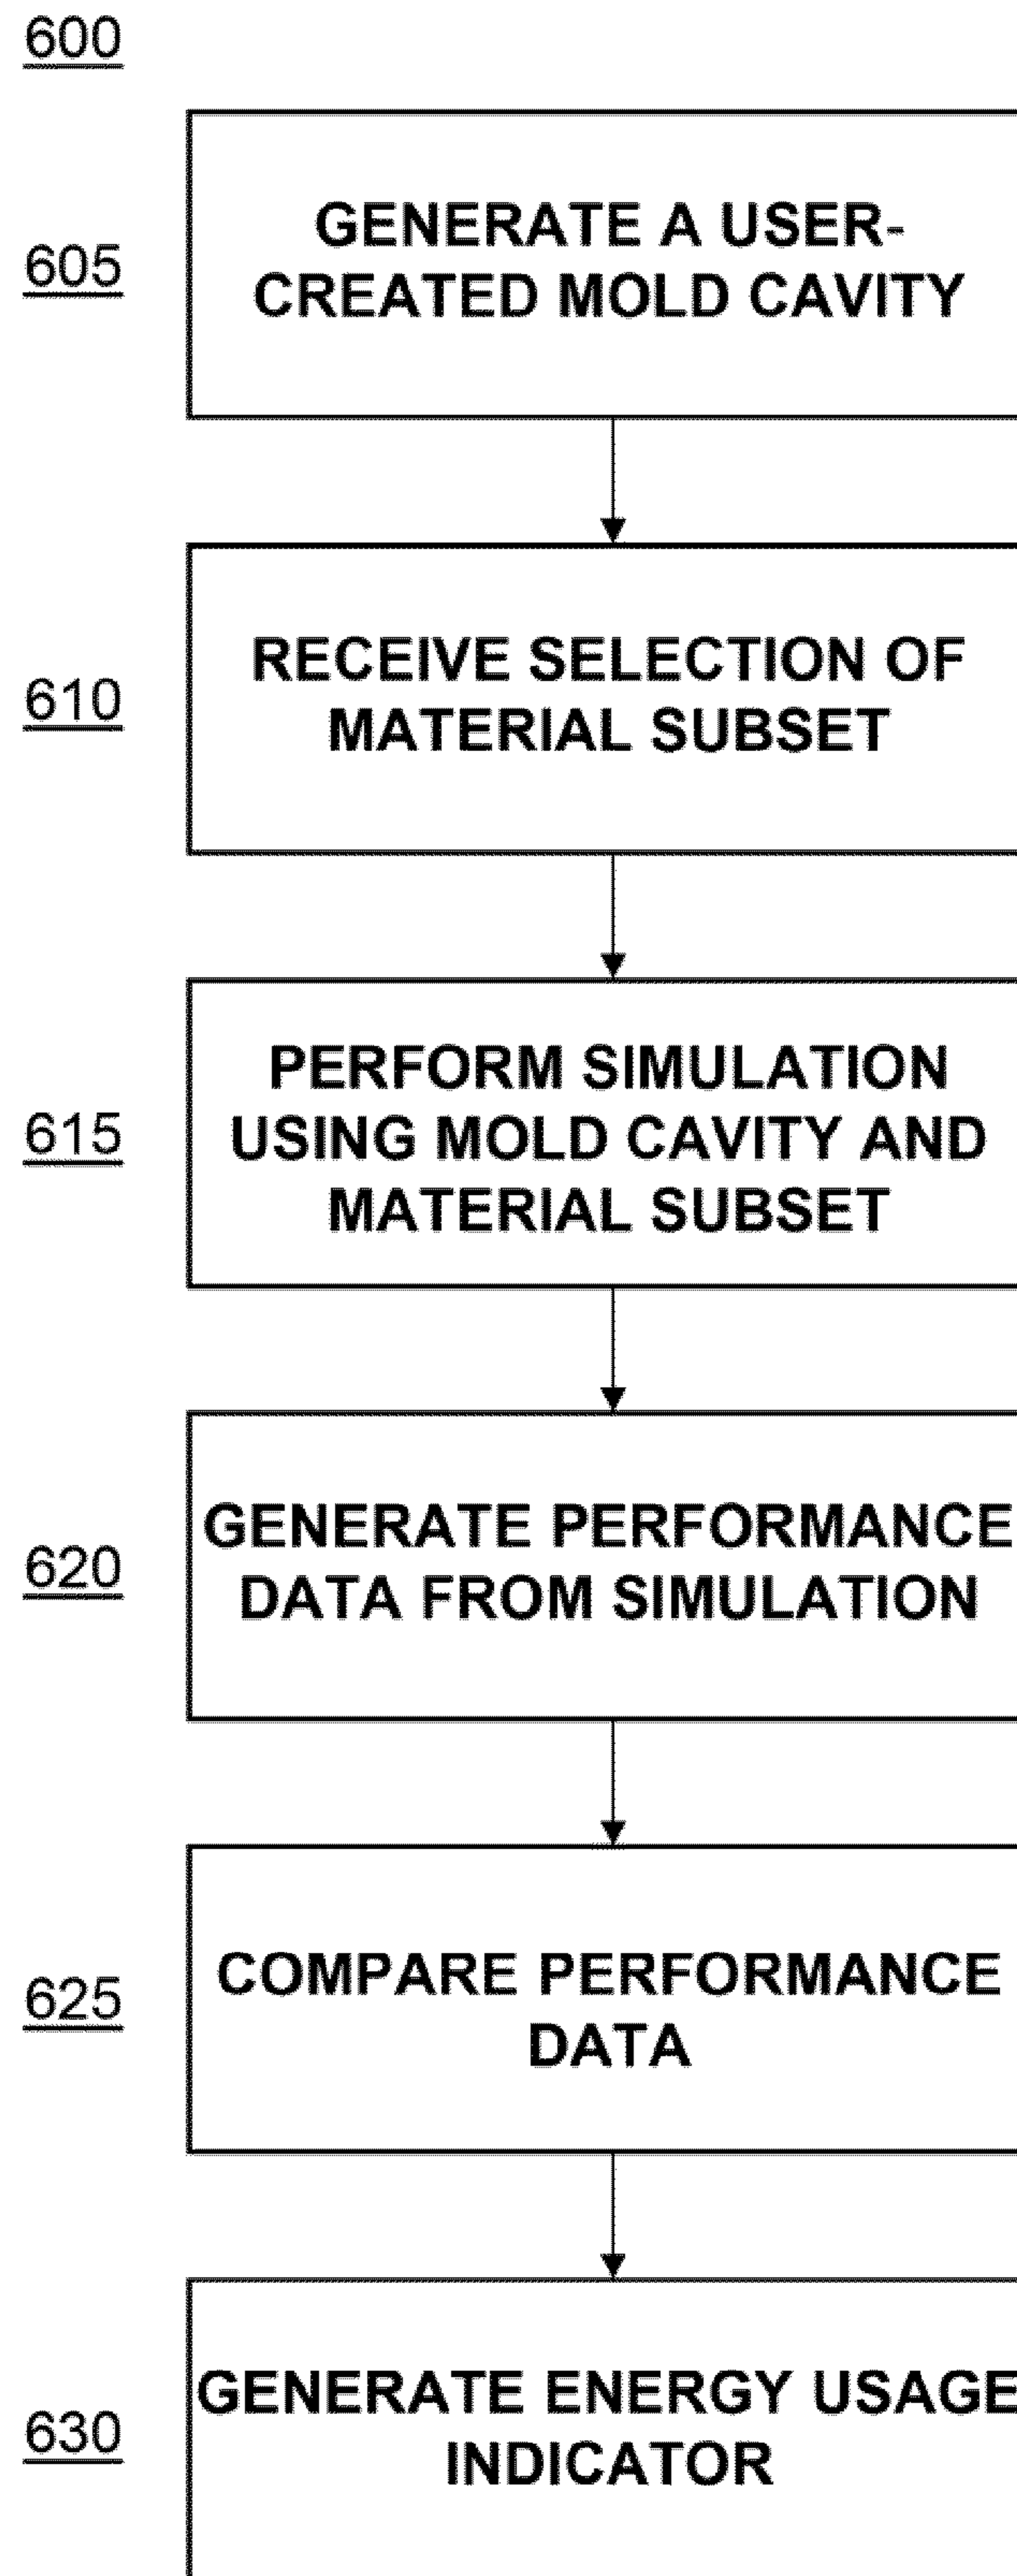 600
605
GENERATE A USER-
CREATED MOLD CAVITY
610
RECEIVE SELECTION OF
MATERIAL SUBSET
615
PERFORM SIMULATION
USING MOLD CAVITY AND
MATERIAL SUBSET
620
GENERATE PERFORMANCE
DATA FROM SIMULATION
625
COMPARE PERFORMANCE
DATA
630
GENERATE ENERGY USAGE
INDICATOR